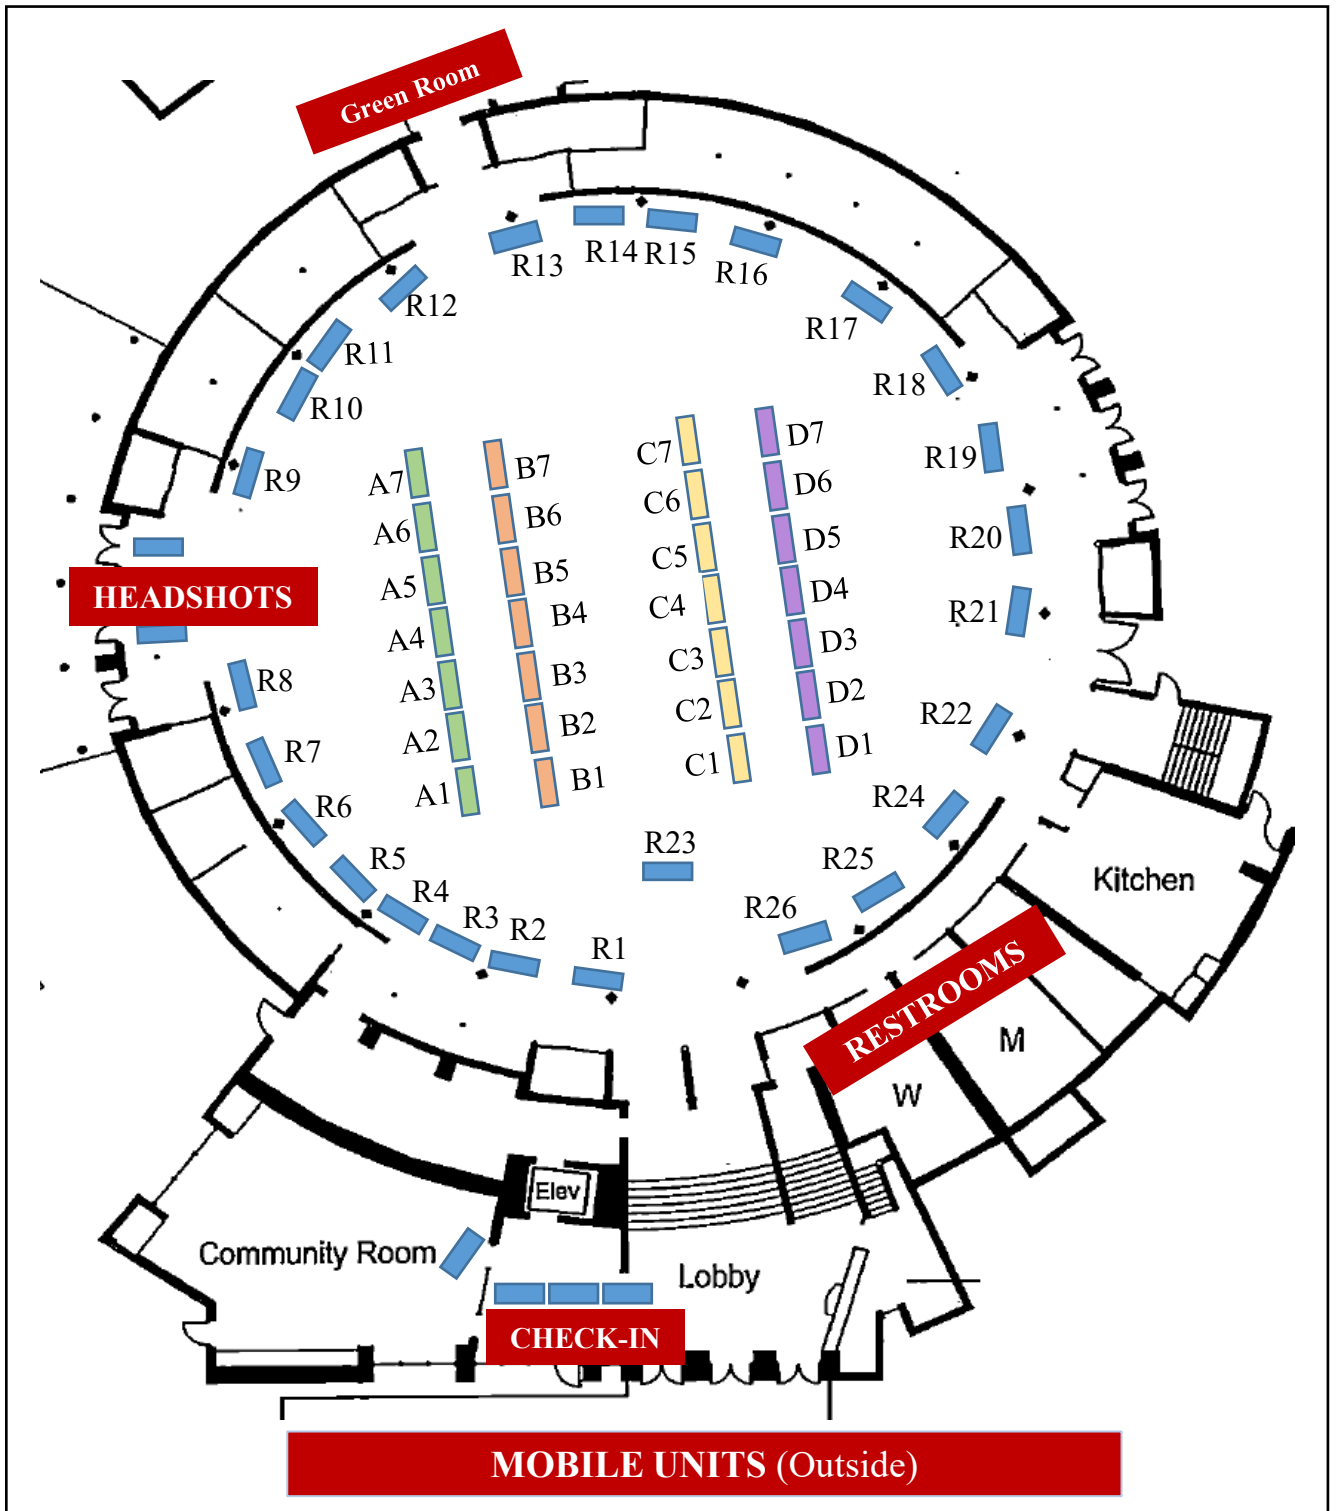 Green Room
R13
R14
R15
R16
R12
R17
R11
R18
R10
R19
R9
A7
B7
C7
D7
A6
B6
C6
D6
R20
A5
B5
C5
D5
HEADSHOTS
A4
B4
C4
D4
R21
A3
B3
C3
D3
R8
A2
B2
C2
D2
R22
R7
A1
B1
C1
D1
R6
R24
R5
R23
R25
R4
Kitchen
R3
R26
R2
R1
RESTROOMS
M
W
Elev
Community Room
Lobby
CHECK-IN
MOBILE UNITS (Outside)